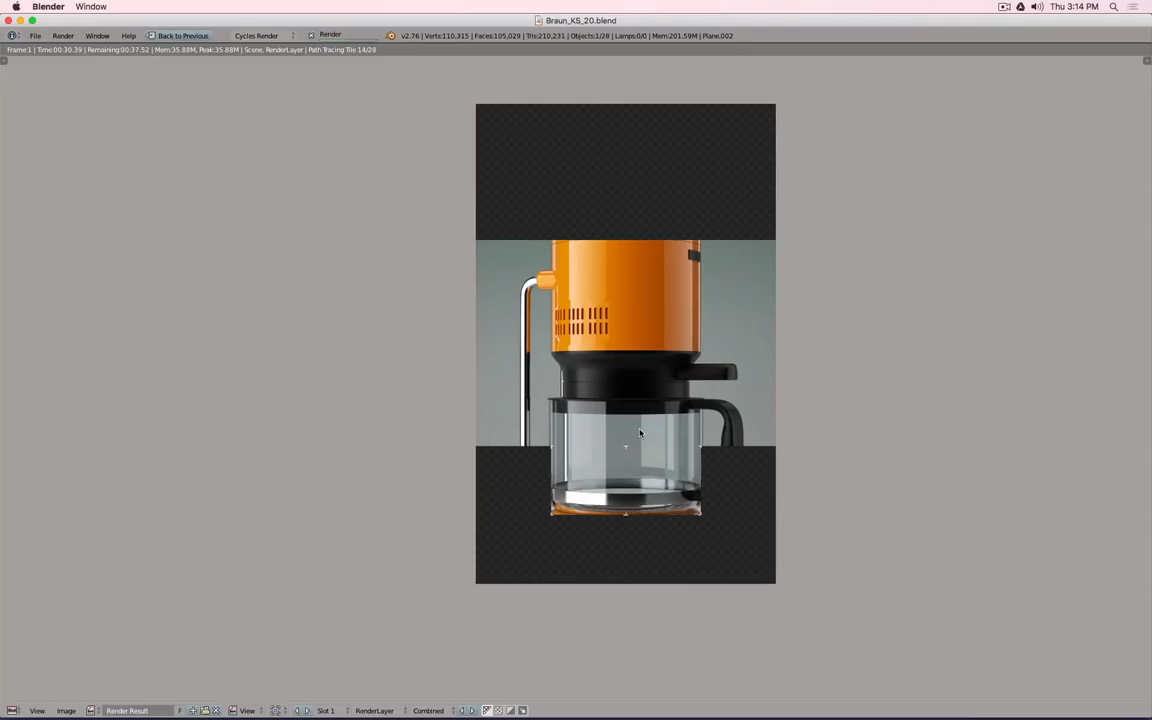 Blender Window Thu 3:14 PM
Braun_KS_20.blend
File Render Window Help Back to Previous Cycles Render Render v2.76 | Verts:110,315 | Faces:105,029 | Tris:210,231 | Objects:1/28 | Lamps:0/0 | Mem:201.59M | Plane.002
Frame:1 | Time:00:30.39 | Remaining:00:37.52 | Mem:35.88M, Peak:35.88M | Scene, RenderLayer | Path Tracing Tile 14/28
View Image Render Result F View Slot 1 RenderLayer Combined